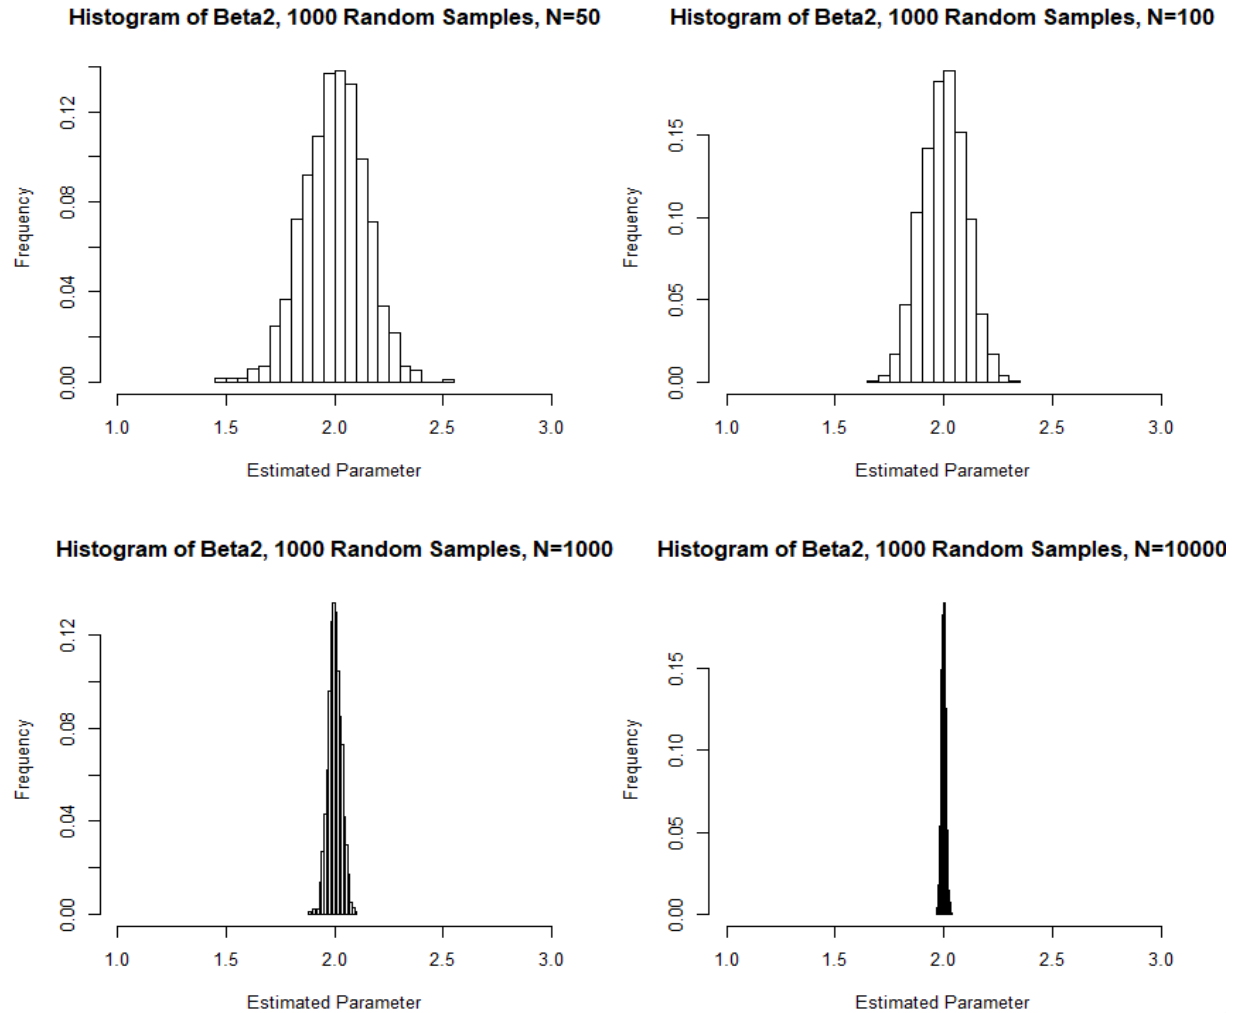 Histogram of Beta2, 1000 Random Samples, N=50
Frequency
0.12
0.08
0.04
0.00
1.0 1.5 2.0 2.5 3.0
Estimated Parameter
Histogram of Beta2, 1000 Random Samples, N=100
Frequency
0.15
0.10
0.05
0.00
1.0 1.5 2.0 2.5 3.0
Estimated Parameter
Histogram of Beta2, 1000 Random Samples, N=1000
Frequency
0.12
0.08
0.04
0.00
1.0 1.5 2.0 2.5 3.0
Estimated Parameter
Histogram of Beta2, 1000 Random Samples, N=10000
Frequency
0.15
0.10
0.05
0.00
1.0 1.5 2.0 2.5 3.0
Estimated Parameter